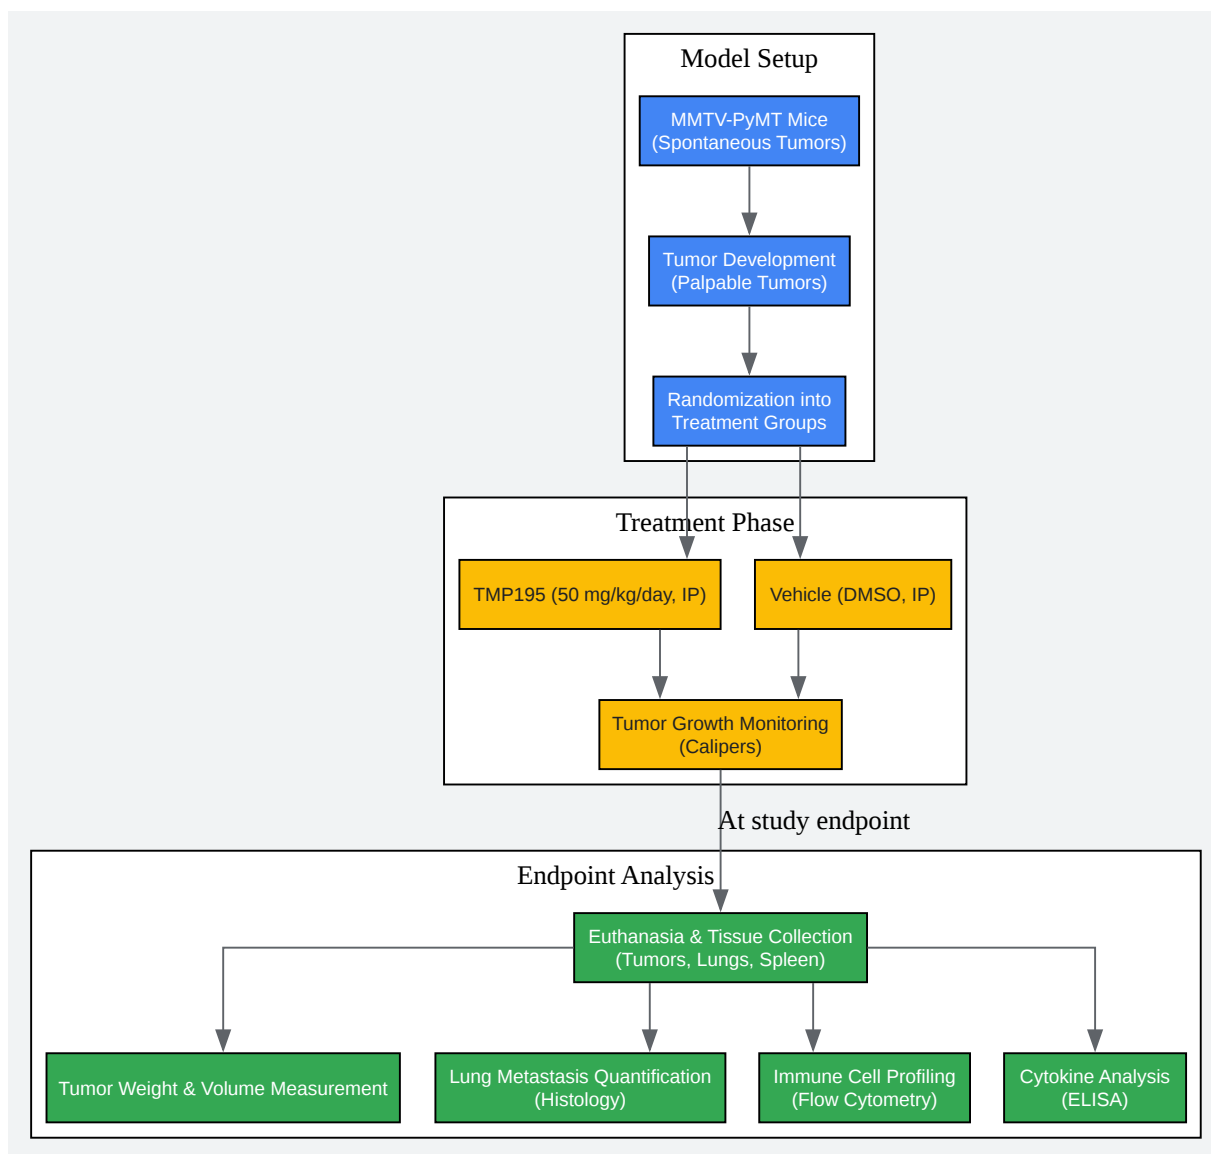 Model Setup
MMTV-PyMT Mice
(Spontaneous Tumors)
Tumor Development
(Palpable Tumors)
Randomization into
Treatment Groups
Treatment Phase
TMP195 (50 mg/kg/day, IP)
Vehicle (DMSO, IP)
Tumor Growth Monitoring
(Calipers)
At study endpoint
Endpoint Analysis
Euthanasia & Tissue Collection
(Tumors, Lungs, Spleen)
Tumor Weight & Volume Measurement
Lung Metastasis Quantification
(Histology)
Immune Cell Profiling
(Flow Cytometry)
Cytokine Analysis
(ELISA)